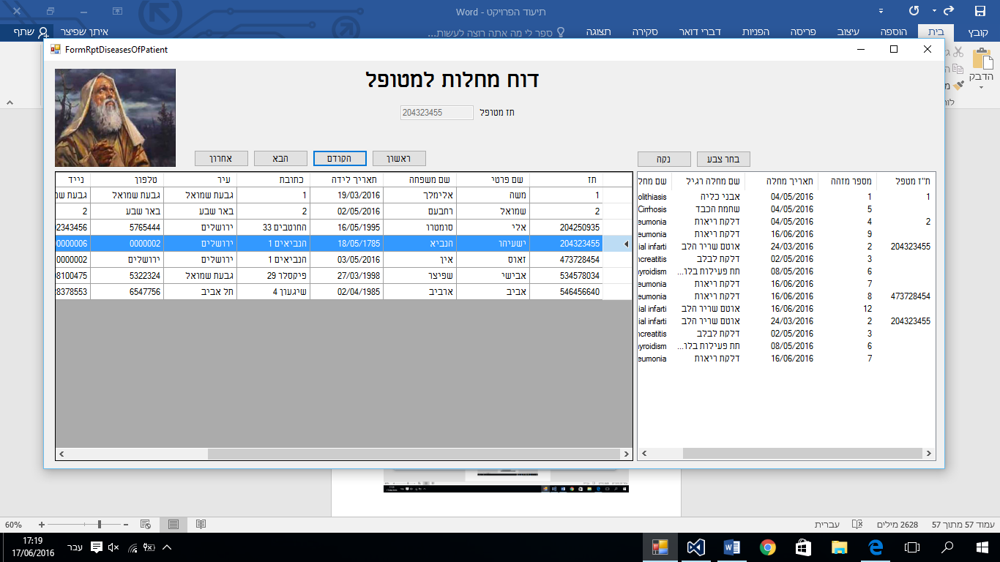 תיעוד הפרויקט - Word
קובץ בית הוספה עיצוב פריסה הפניות דברי דואר סקירה תצוגה ספר לי מה אתה רוצה לעשות... איתך שפיצר שתף
הדבק
FormRptDiseasesOfPatient
דוח מחלות למטופל
תז מטופל 204323455
ראשון הקודם הבא אחרון
בחר צבע נקה
תז שם פרטי שם משפחה תאריך לידה כתובת עיר טלפון נייד
1 משה אלימלך 19/03/2016 1 גבעת שמואל גבעת שמואל גבעת שמ
2 שמואל רחבעם 02/05/2016 2 באר שבע באר שבע 2
204250935 אלי סומטרו 16/05/1995 החוטבים 33 ירושלים 5765444 2343456
204323455 ישעיהו הנביא 18/05/1785 הנביאים 1 ירושלים 0000002 0000006
473728454 זאוס איך 03/05/2016 הנביאים 1 ירושלים ירושלים 0000002
534578034 אבישי שפיצר 27/03/1998 פיקסלר 29 גבעת שמואל 5322324 8100475
546456640 אביב ארביב 02/04/1985 שיגעון 4 תל אביב 6547756 8378553
ת"ז מטפל מספר מזהה תאריך מחלה שם מחלה רגיל שם מחל
1 1 04/05/2016 אבני כליה olithiasis
5 04/05/2016 שחמת הכבד Cirrhosis
2 4 04/05/2016 דלקת ריאות eumonia
9 16/06/2016 דלקת ריאות eumonia
204323455 2 24/03/2016 אוטם שריר הלב ial infarti
3 02/05/2016 דלקת לבלב ncreatitis
6 08/05/2016 תת פעילות בלו... yroidism
7 16/06/2016 דלקת ריאות eumonia
473728454 8 16/06/2016 דלקת ריאות eumonia
12 16/06/2016 אוטם שריר הלב ial infarti
204323455 2 24/03/2016 אוטם שריר הלב ial infarti
3 02/05/2016 דלקת לבלב ncreatitis
6 08/05/2016 תת פעילות בלו... yroidism
7 16/06/2016 דלקת ריאות eumonia
עמוד 57 מתוך 57 2628 מילים עברית 60%
17:19
עבר
17/06/2016